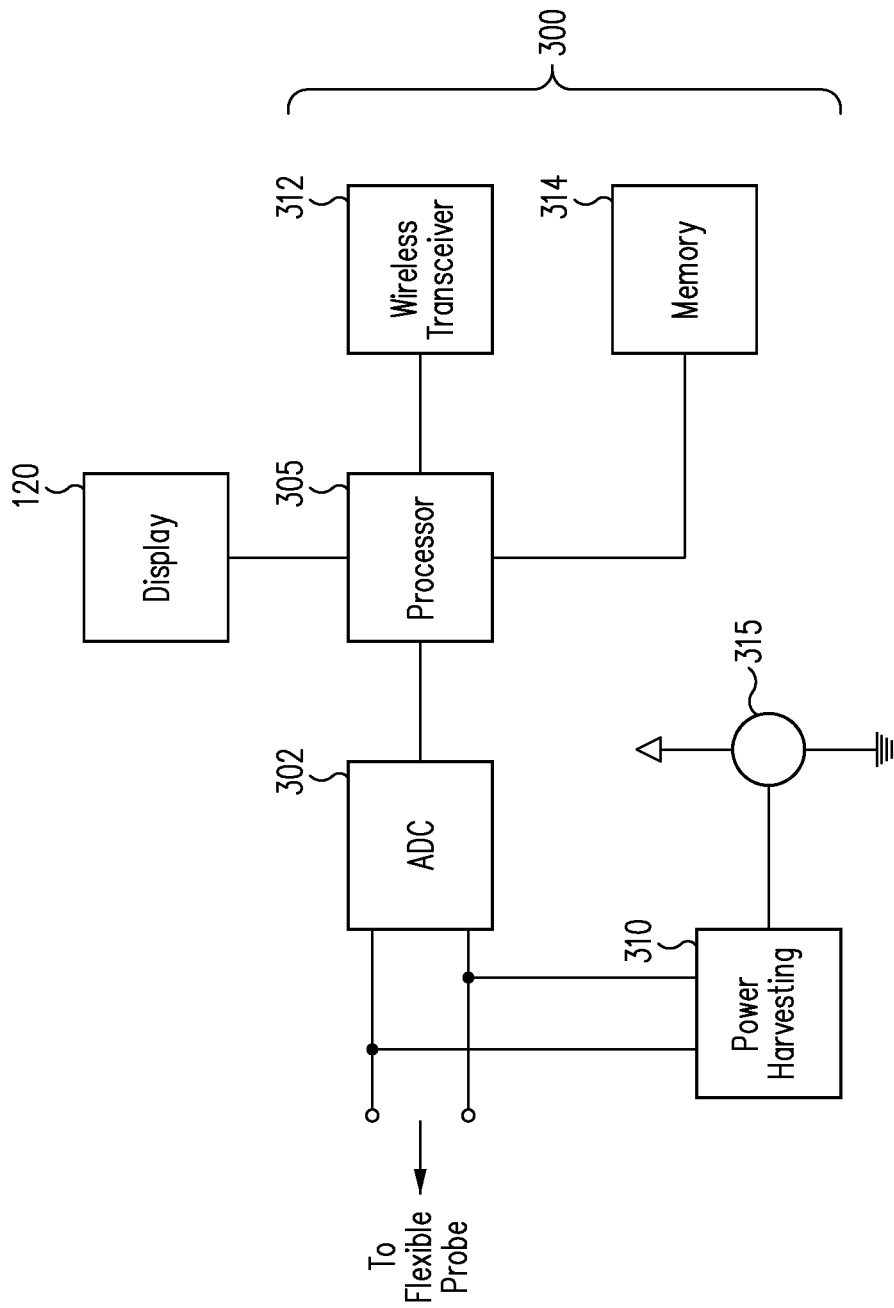 120
Display
300
302
ADC
305
Processor
312
Wireless
Transceiver
To
Flexible
Probe
310
Power
Harvesting
315
314
Memory